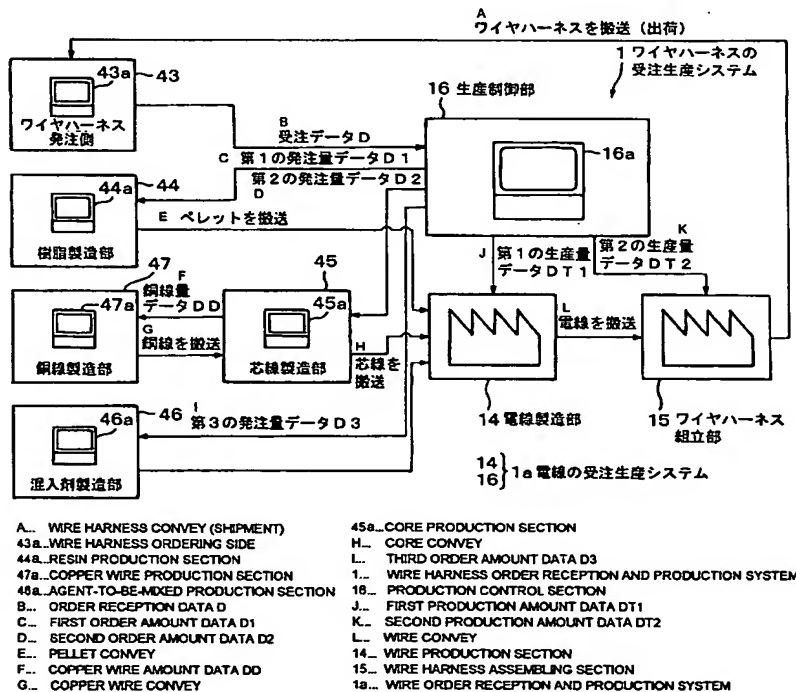 A
ワイヤハーネスを搬送(出荷)
1 ワイヤハーネスの
受注生産システム
43a
43
ワイヤハーネス
発注側
16 生産制御部
16a
B
受注データD
C 第1の発注量データD1
第2の発注量データD2
D
44a
44
樹脂製造部
E ペレットを搬送
J 第1の生産量
データDT1
K
第2の生産量
データDT2
47
47a
銅線製造部
F
銅線量
データDD
G
銅線を搬送
45
45a
芯線製造部
H
芯線を
搬送
L
電線を搬送
14 電線製造部
15 ワイヤハーネス
組立部
46a
46
混入剤製造部
I
第3の発注量データD3
14
16
1a 電線の受注生産システム
A... WIRE HARNESS CONVEY (SHIPMENT)
43a...WIRE HARNESS ORDERING SIDE
44a...RESIN PRODUCTION SECTION
47a...COPPER WIRE PRODUCTION SECTION
46a...AGENT-TO-BE-MIXED PRODUCTION SECTION
B... ORDER RECEPTION DATA D
C... FIRST ORDER AMOUNT DATA D1
D... SECOND ORDER AMOUNT DATA D2
E... PELLET CONVEY
F... COPPER WIRE AMOUNT DATA DD
G... COPPER WIRE CONVEY
45a...CORE PRODUCTION SECTION
H... CORE CONVEY
I... THIRD ORDER AMOUNT DATA D3
1... WIRE HARNESS ORDER RECEPTION AND PRODUCTION SYSTEM
16... PRODUCTION CONTROL SECTION
J... FIRST PRODUCTION AMOUNT DATA DT1
K... SECOND PRODUCTION AMOUNT DATA DT2
L... WIRE CONVEY
14... WIRE PRODUCTION SECTION
15... WIRE HARNESS ASSEMBLING SECTION
1a... WIRE ORDER RECEPTION AND PRODUCTION SYSTEM